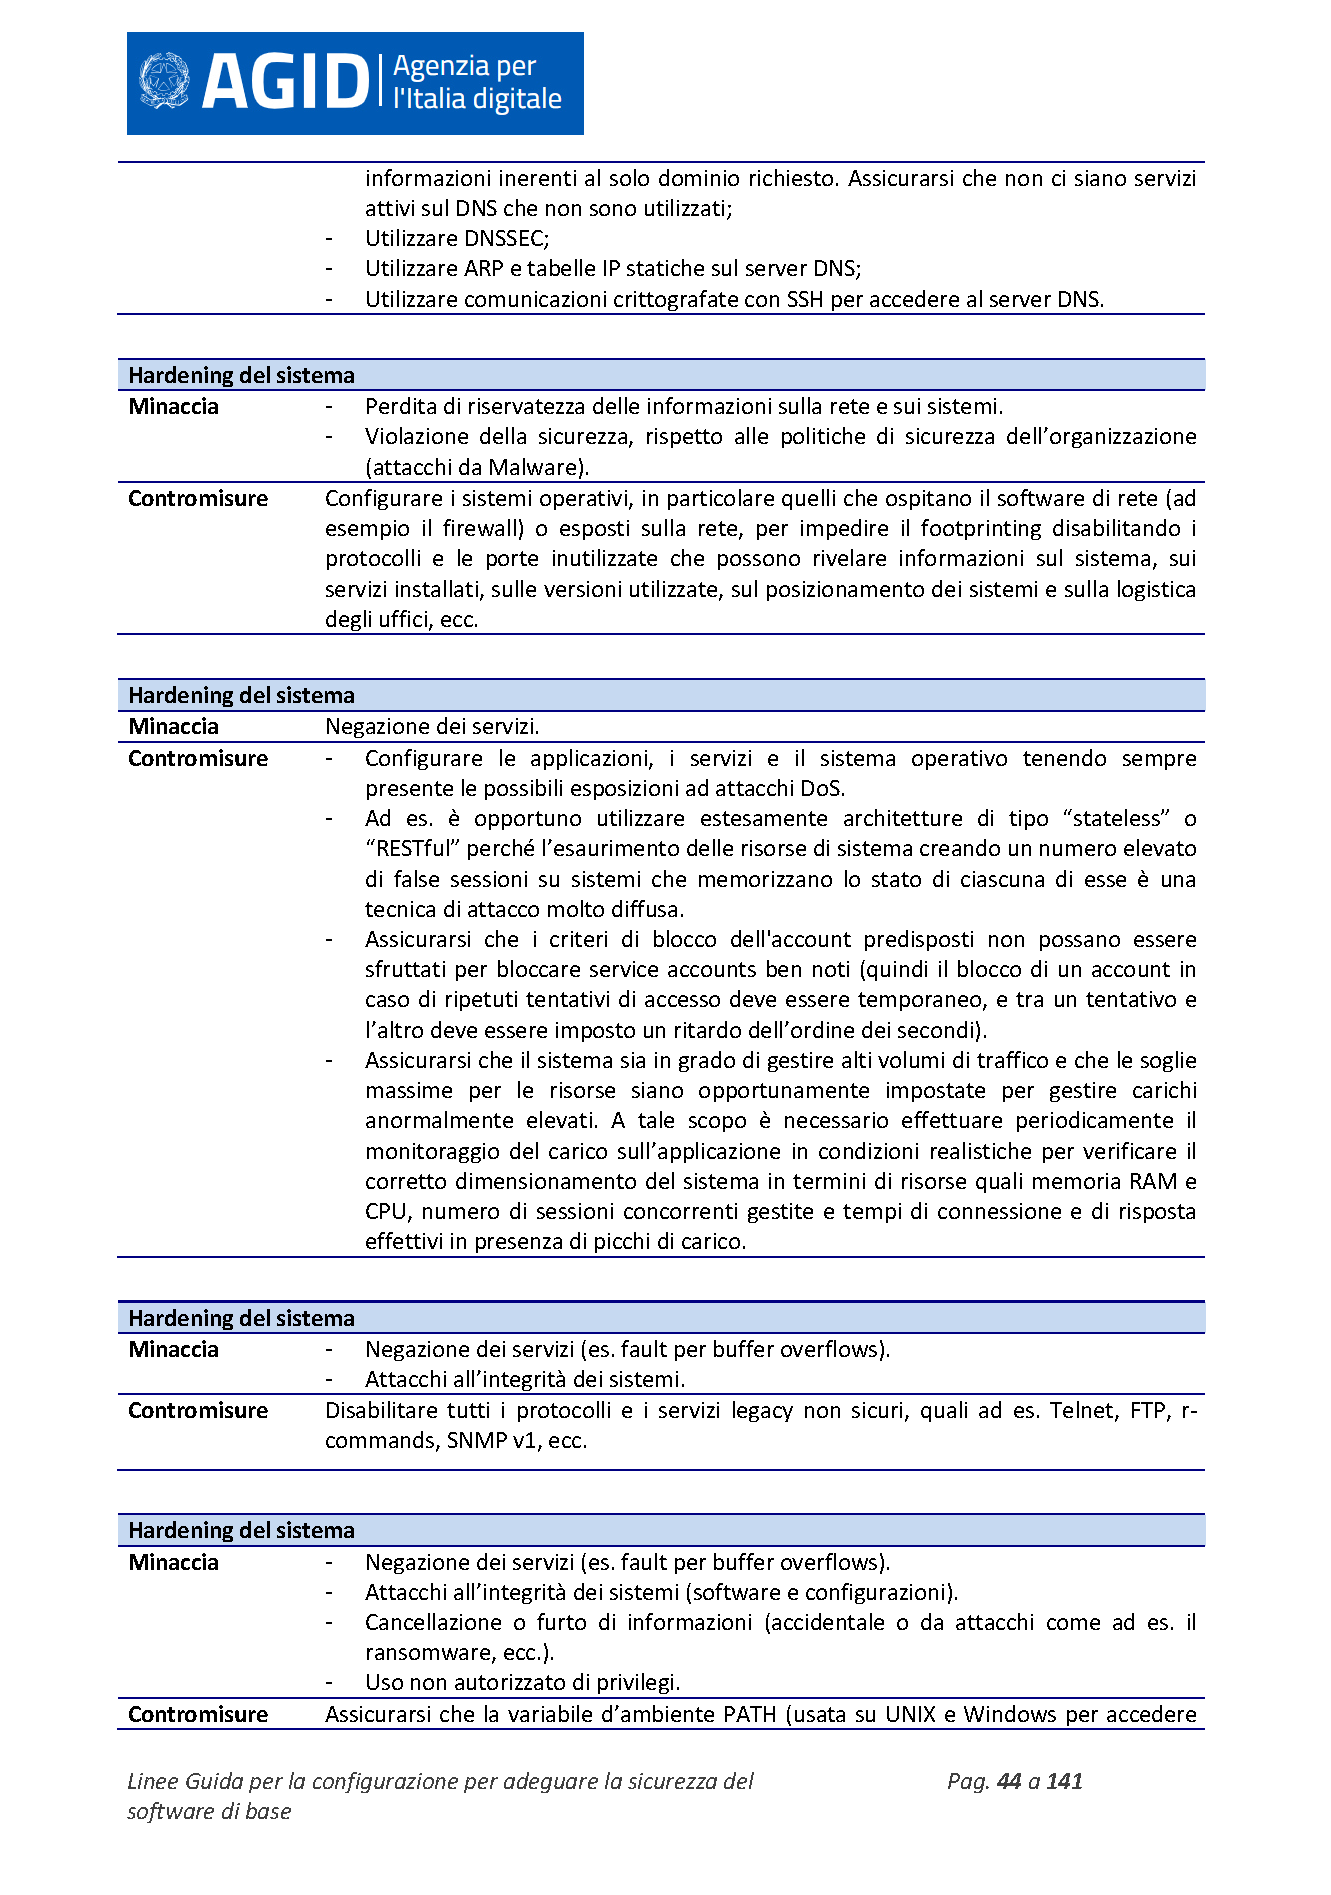 AGID | Agenzia per
l'Italia digitale
informazioni inerenti al solo dominio richiesto. Assicurarsi che non ci siano servizi
attivi sul DNS che non sono utilizzati;
- Utilizzare DNSSEC;
- Utilizzare ARP e tabelle IP statiche sul server DNS;
- Utilizzare comunicazioni crittografate con SSH per accedere al server DNS.
Hardening del sistema
Minaccia - Perdita di riservatezza delle informazioni sulla rete e sui sistemi.
- Violazione della sicurezza, rispetto alle politiche di sicurezza dell’organizzazione
(attacchi da Malware).
Contromisure Configurare i sistemi operativi, in particolare quelli che ospitano il software di rete (ad
esempio il firewall) o esposti sulla rete, per impedire il footprinting disabilitando i
protocolli e le porte inutilizzate che possono rivelare informazioni sul sistema, sui
servizi installati, sulle versioni utilizzate, sul posizionamento dei sistemi e sulla logistica
degli uffici, ecc.
Hardening del sistema
Minaccia Negazione dei servizi.
Contromisure - Configurare le applicazioni, i servizi e il sistema operativo tenendo sempre
presente le possibili esposizioni ad attacchi DoS.
- Ad es. è opportuno utilizzare estesamente architetture di tipo “stateless” o
“RESTful” perché l’esaurimento delle risorse di sistema creando un numero elevato
di false sessioni su sistemi che memorizzano lo stato di ciascuna di esse è una
tecnica di attacco molto diffusa.
- Assicurarsi che i criteri di blocco dell'account predisposti non possano essere
sfruttati per bloccare service accounts ben noti (quindi il blocco di un account in
caso di ripetuti tentativi di accesso deve essere temporaneo, e tra un tentativo e
l’altro deve essere imposto un ritardo dell’ordine dei secondi).
- Assicurarsi che il sistema sia in grado di gestire alti volumi di traffico e che le soglie
massime per le risorse siano opportunamente impostate per gestire carichi
anormalmente elevati. A tale scopo è necessario effettuare periodicamente il
monitoraggio del carico sull’applicazione in condizioni realistiche per verificare il
corretto dimensionamento del sistema in termini di risorse quali memoria RAM e
CPU, numero di sessioni concorrenti gestite e tempi di connessione e di risposta
effettivi in presenza di picchi di carico.
Hardening del sistema
Minaccia - Negazione dei servizi (es. fault per buffer overflows).
- Attacchi all’integrità dei sistemi.
Contromisure Disabilitare tutti i protocolli e i servizi legacy non sicuri, quali ad es. Telnet, FTP, r-
commands, SNMP v1, ecc.
Hardening del sistema
Minaccia - Negazione dei servizi (es. fault per buffer overflows).
- Attacchi all’integrità dei sistemi (software e configurazioni).
- Cancellazione o furto di informazioni (accidentale o da attacchi come ad es. il
ransomware, ecc.).
- Uso non autorizzato di privilegi.
Contromisure Assicurarsi che la variabile d’ambiente PATH (usata su UNIX e Windows per accedere
Linee Guida per la configurazione per adeguare la sicurezza del Pag. 44 a 141
software di base